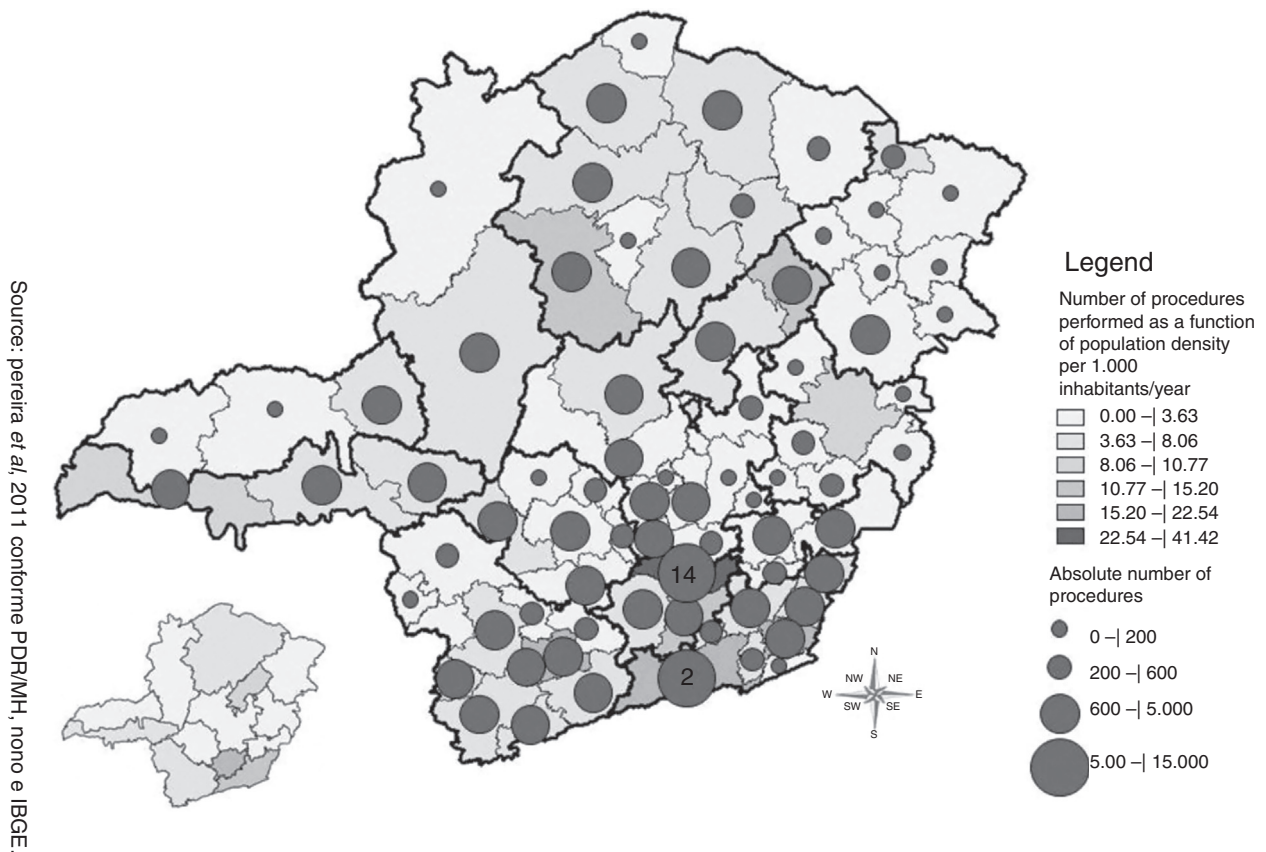 Source: pereira et al, 2011 conforme PDR/MH, nono e IBGE.
14
2
N
NW NE
W E
SW SE
S
Legend
Number of procedures
performed as a function
of population density
per 1.000
inhabitants/year
0.00 –| 3.63
3.63 –| 8.06
8.06 –| 10.77
10.77 –| 15.20
15.20 –| 22.54
22.54 –| 41.42
Absolute number of
procedures
0 –| 200
200 –| 600
600 –| 5.000
5.00 –| 15.000